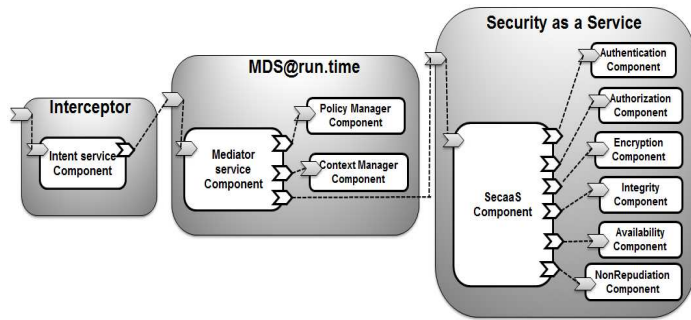 Interceptor
Intent service
Component
MDS@run.time
Mediator
service
Component
Policy Manager
Component
Context Manager
Component
Security as a Service
SecaaS
Component
Authentication
Component
Authorization
Component
Encryption
Component
Integrity
Component
Availability
Component
NonRepudiation
Component